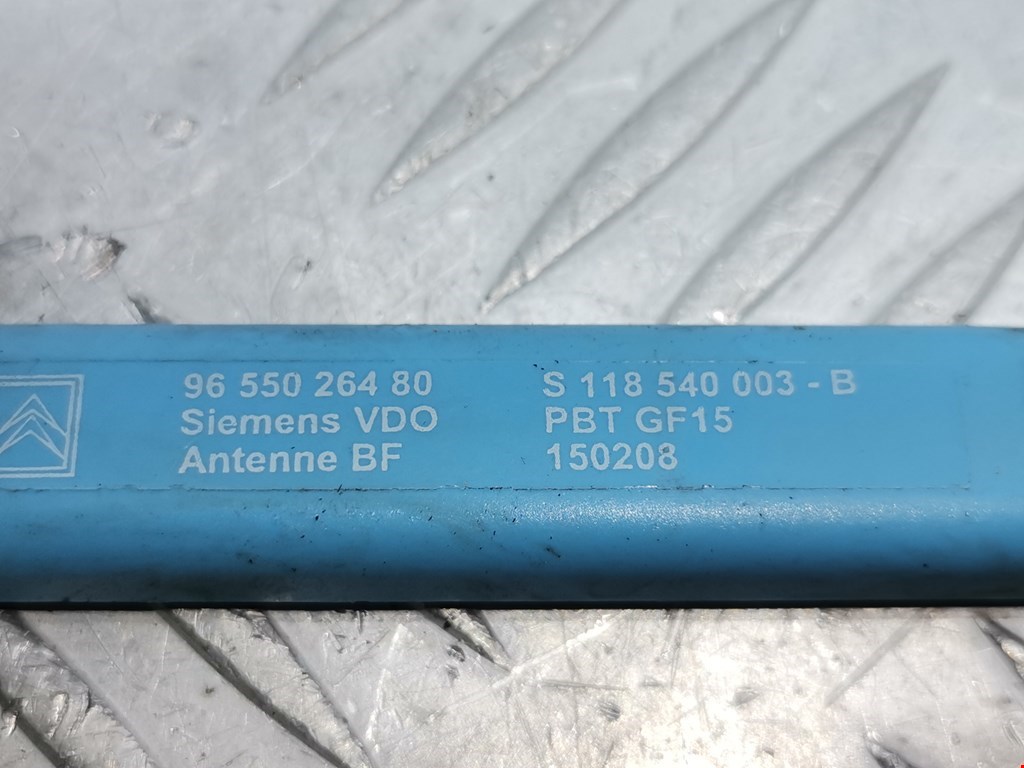 96 550 264 80
Siemens VDO
Antenne BF
S 118 540 003 - B
PBT GF15
150208